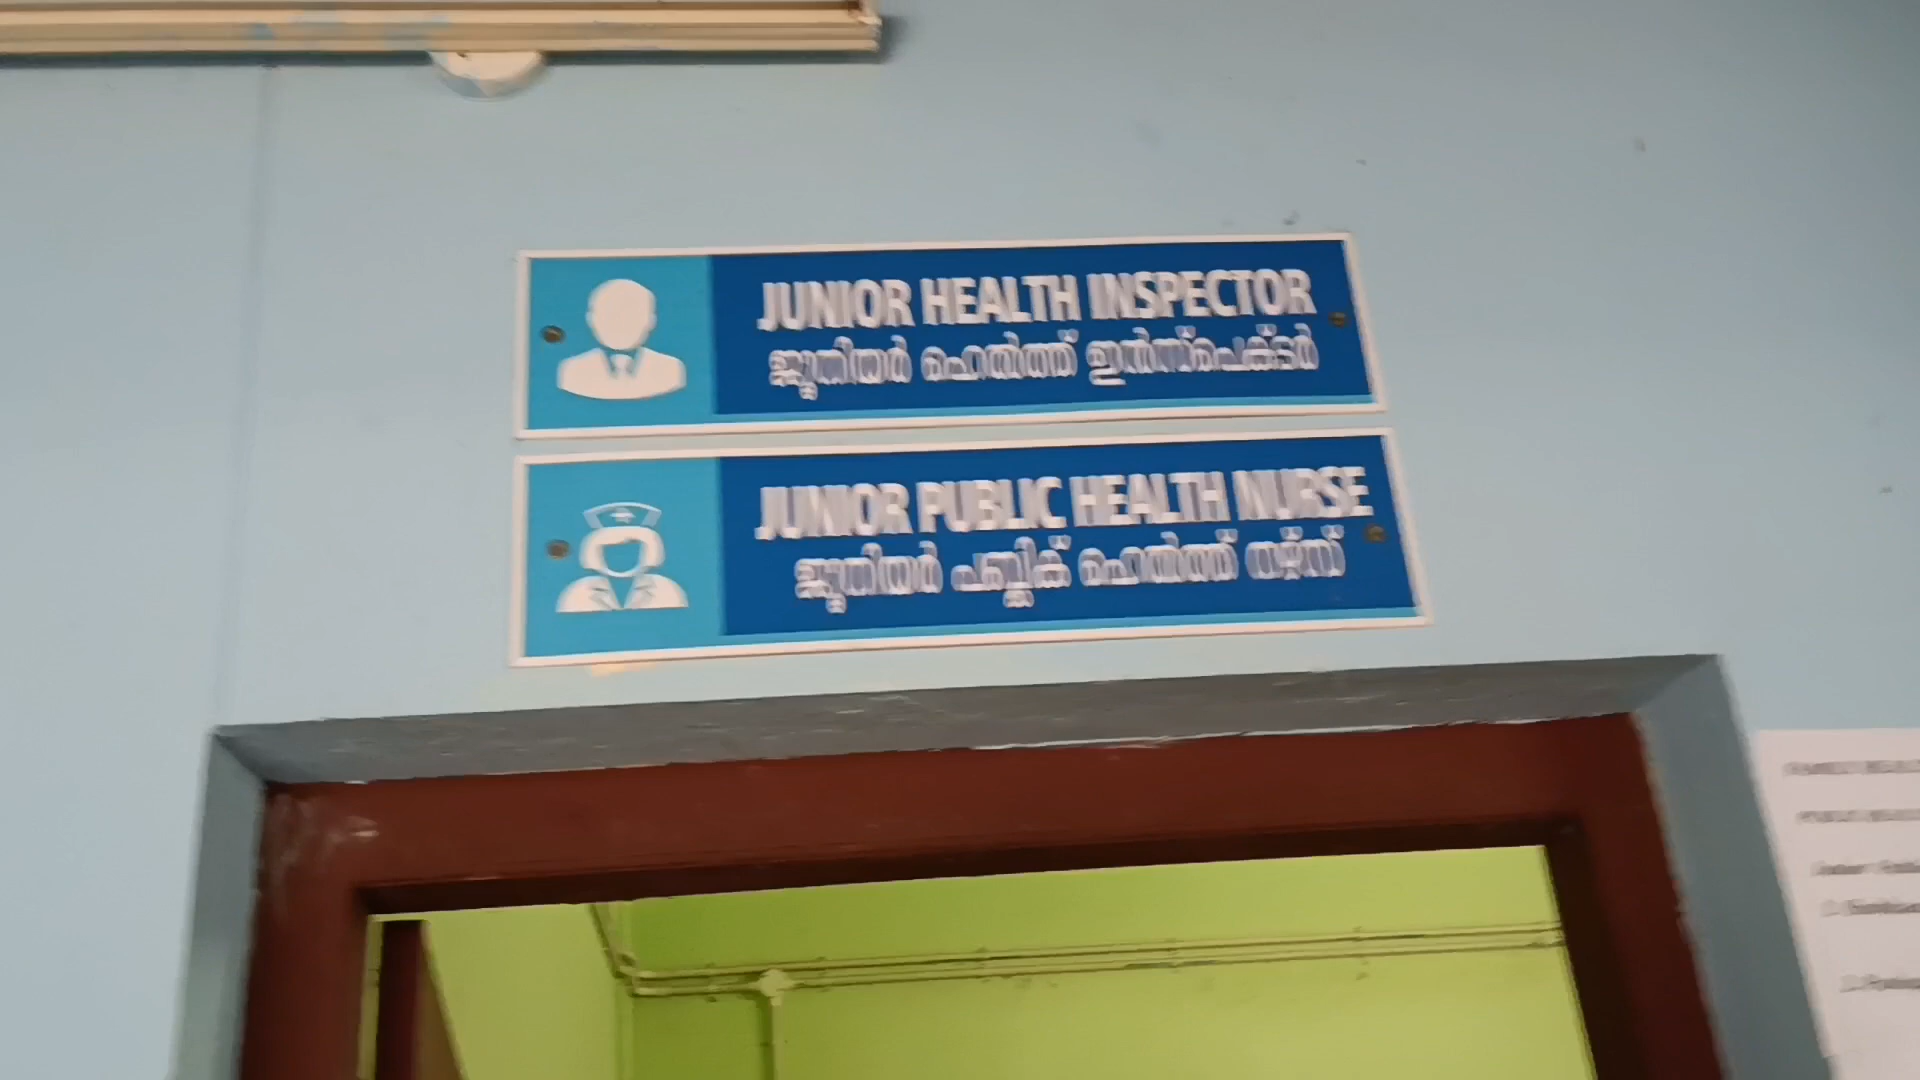 JUNIOR HEALTH INSPECTOR
ജൂനിയർ ഹെൽത്ത് ഇൻസ്പെക്ടർ
JUNIOR PUBLIC HEALTH NURSE
ജൂനിയർ പബ്ലിക് ഹെൽത്ത് നഴ്സ്